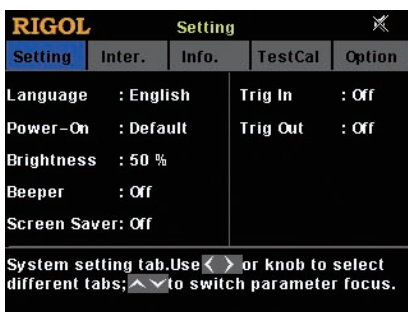 RIGOL Setting
Setting Inter. Info. TestCal Option
Language : English Trig In : Off
Power-On : Default Trig Out : Off
Brightness : 50 %
Beeper : Off
Screen Saver: Off
System setting tab.Use < > or knob to select
different tabs; to switch parameter focus.